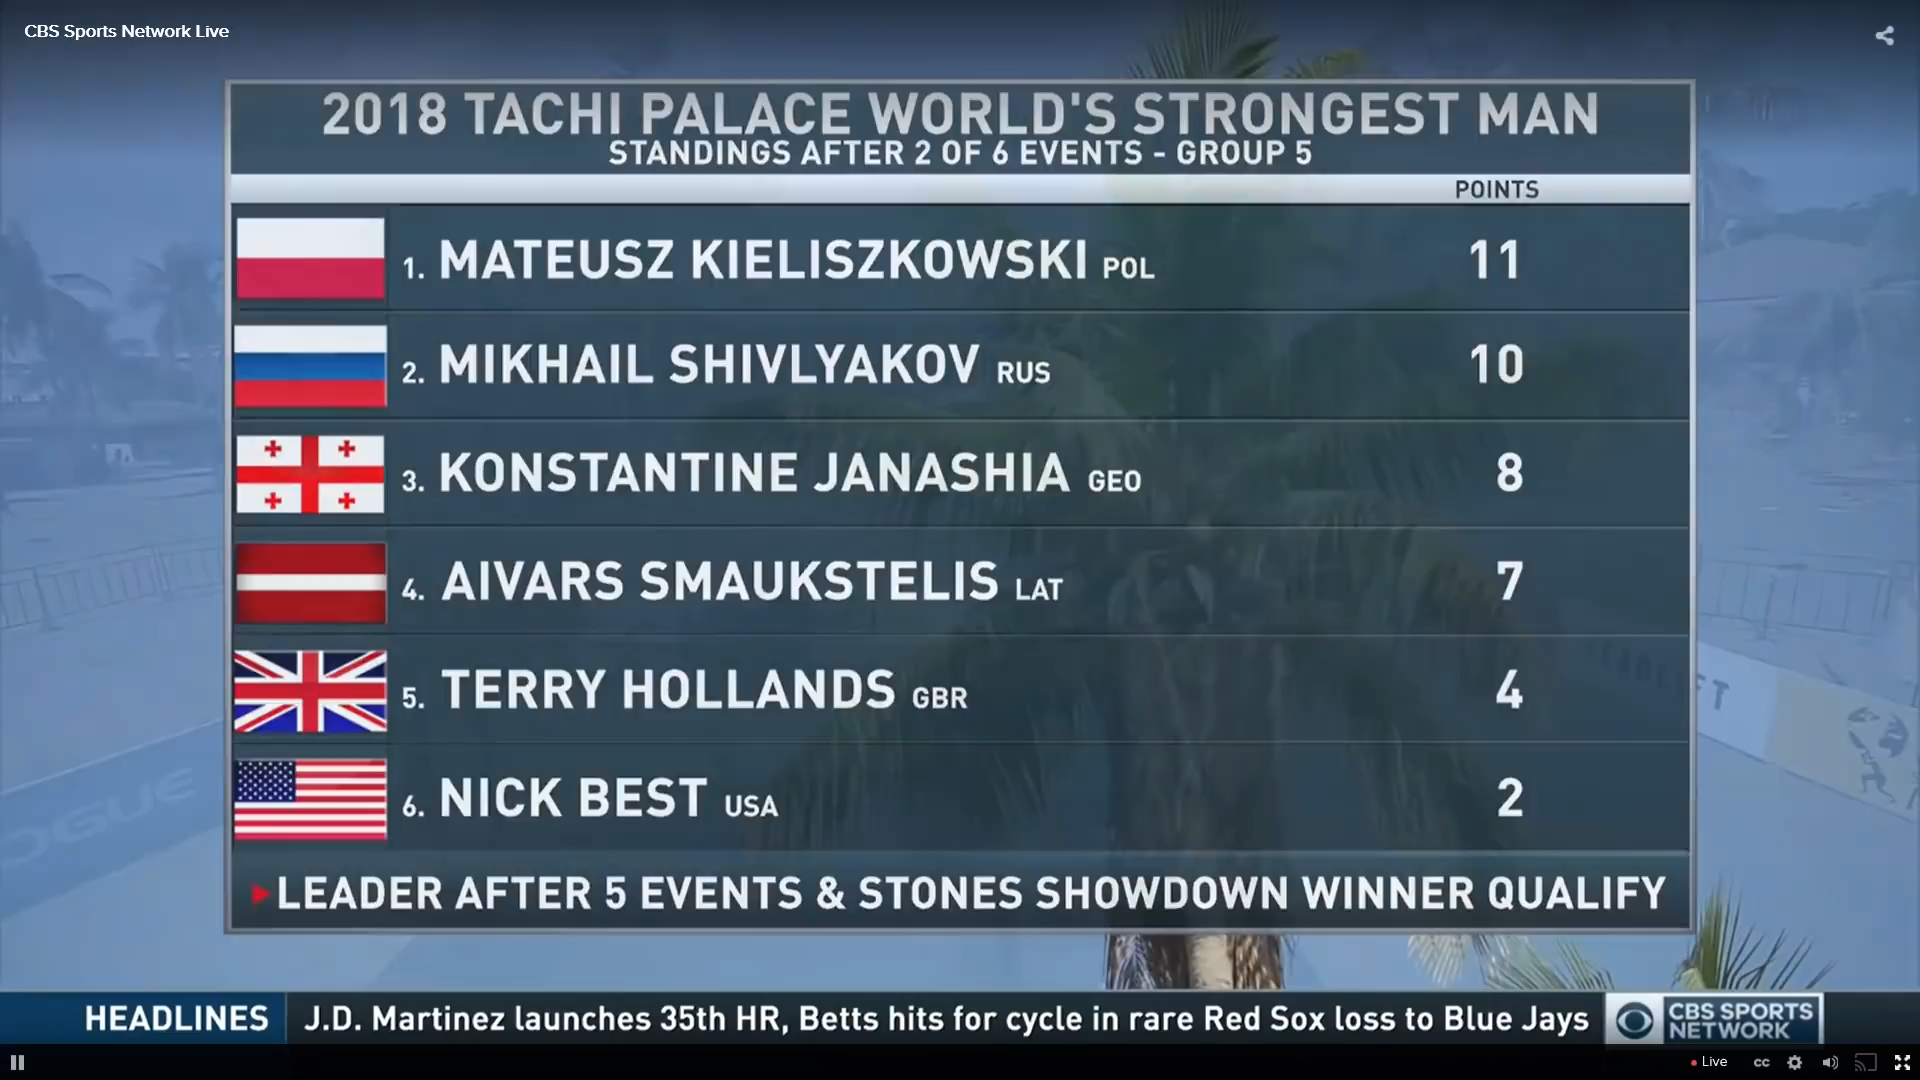 CBS Sports Network Live
2018 TACHI PALACE WORLD'S STRONGEST MAN
STANDINGS AFTER 2 OF 6 EVENTS - GROUP 5
POINTS
1. MATEUSZ KIELISZKOWSKI POL 11
2. MIKHAIL SHIVLYAKOV RUS 10
3. KONSTANTINE JANASHIA GEO 8
4. AIVARS SMAUKSTELIS LAT 7
5. TERRY HOLLANDS GBR 4
6. NICK BEST USA 2
LEADER AFTER 5 EVENTS & STONES SHOWDOWN WINNER QUALIFY
HEADLINES
J.D. Martinez launches 35th HR, Betts hits for cycle in rare Red Sox loss to Blue Jays
CBS SPORTS
NETWORK
Live
CC